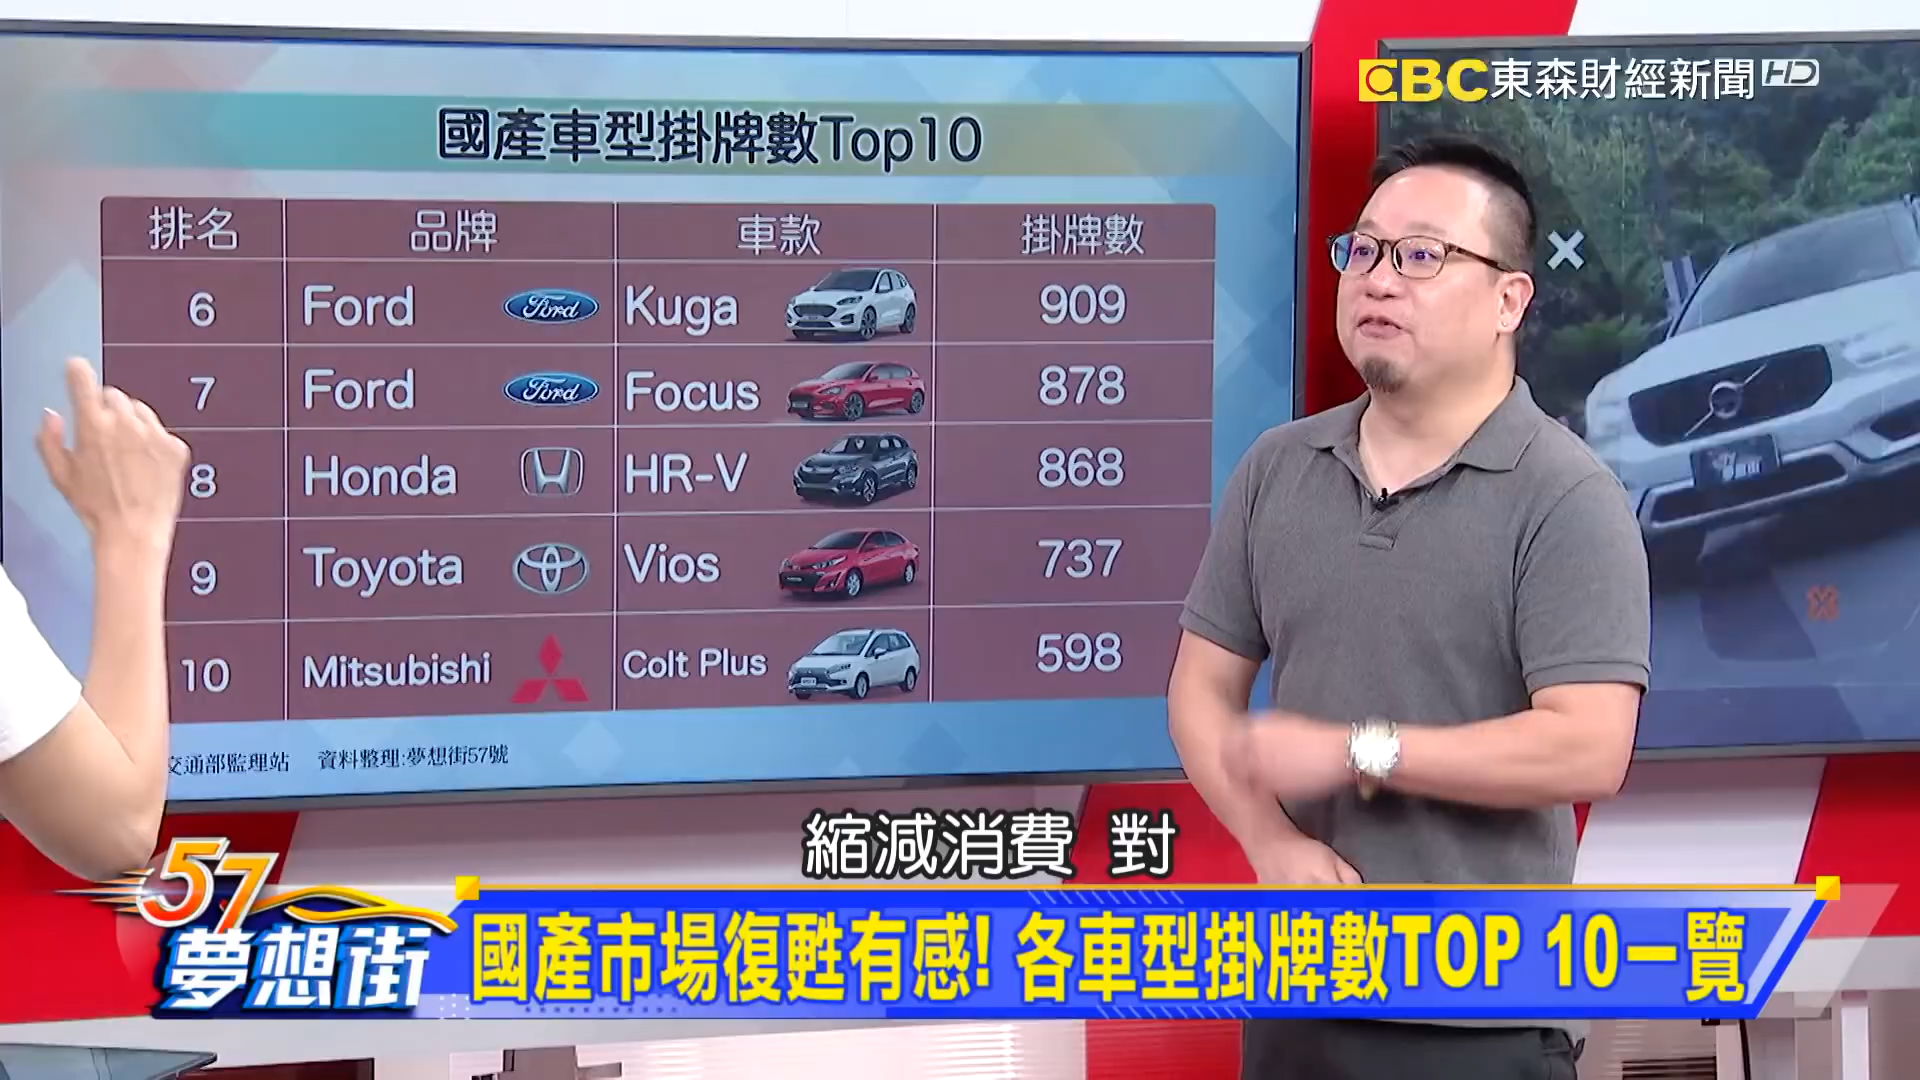 EBC東森財經新聞HD
國產車型掛牌數Top10
排名 品牌 車款 掛牌數
6 Ford Ford Kuga 909
7 Ford Ford Focus 878
8 Honda HR-V 868
9 Toyota Vios 737
10 Mitsubishi Colt Plus 598
交通部監理站 資料整理:夢想街57號
縮減消費 對
57夢想街
國產市場復甦有感! 各車型掛牌數TOP 10一覽